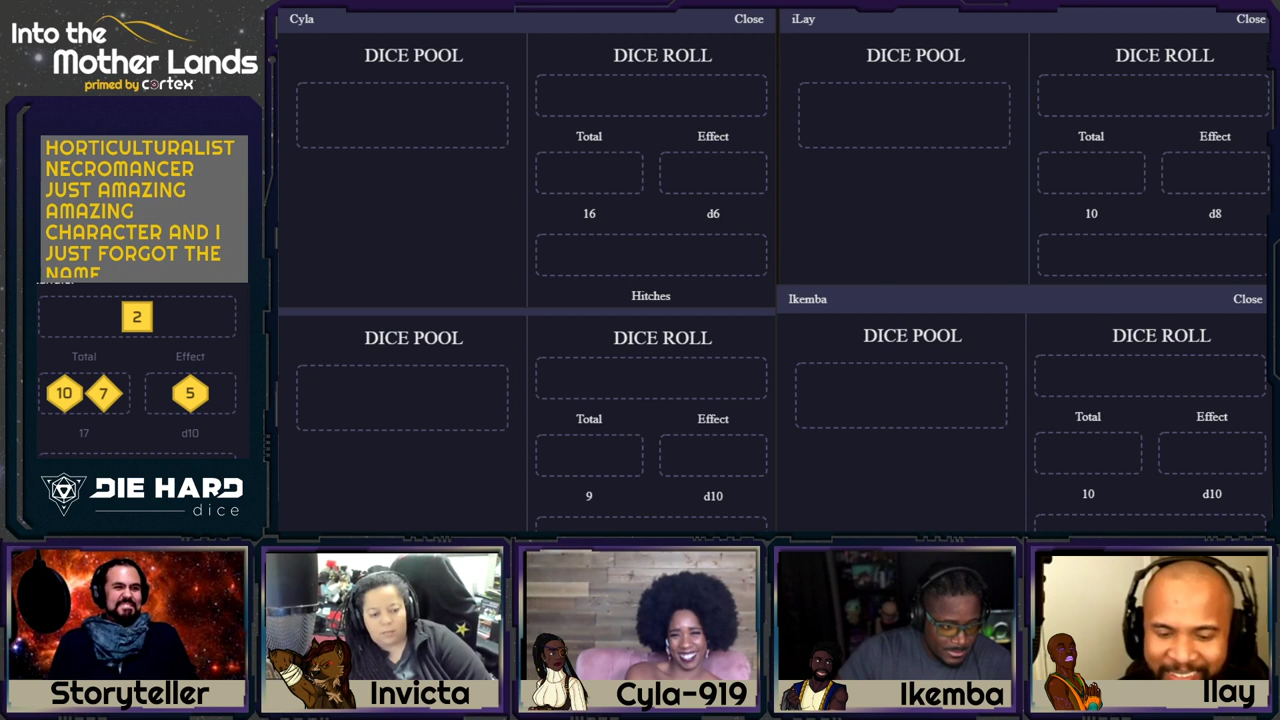 Into the
Mother Lands
primed by cortex
HORTICULTURALIST
NECROMANCER
JUST AMAZING
AMAZING
CHARACTER AND I
JUST FORGOT THE
NAME
2
Total
Effect
10
7
5
17
d10
DIE HARD
dice
Cyla
Close
DICE POOL
DICE ROLL
Total
Effect
16
d6
Hitches
iLay
Close
DICE POOL
DICE ROLL
Total
Effect
10
d8
DICE POOL
DICE ROLL
Total
Effect
9
d10
Ikemba
Close
DICE POOL
DICE ROLL
Total
Effect
10
d10
Storyteller
Invicta
Cyla-919
Ikemba
Ilay